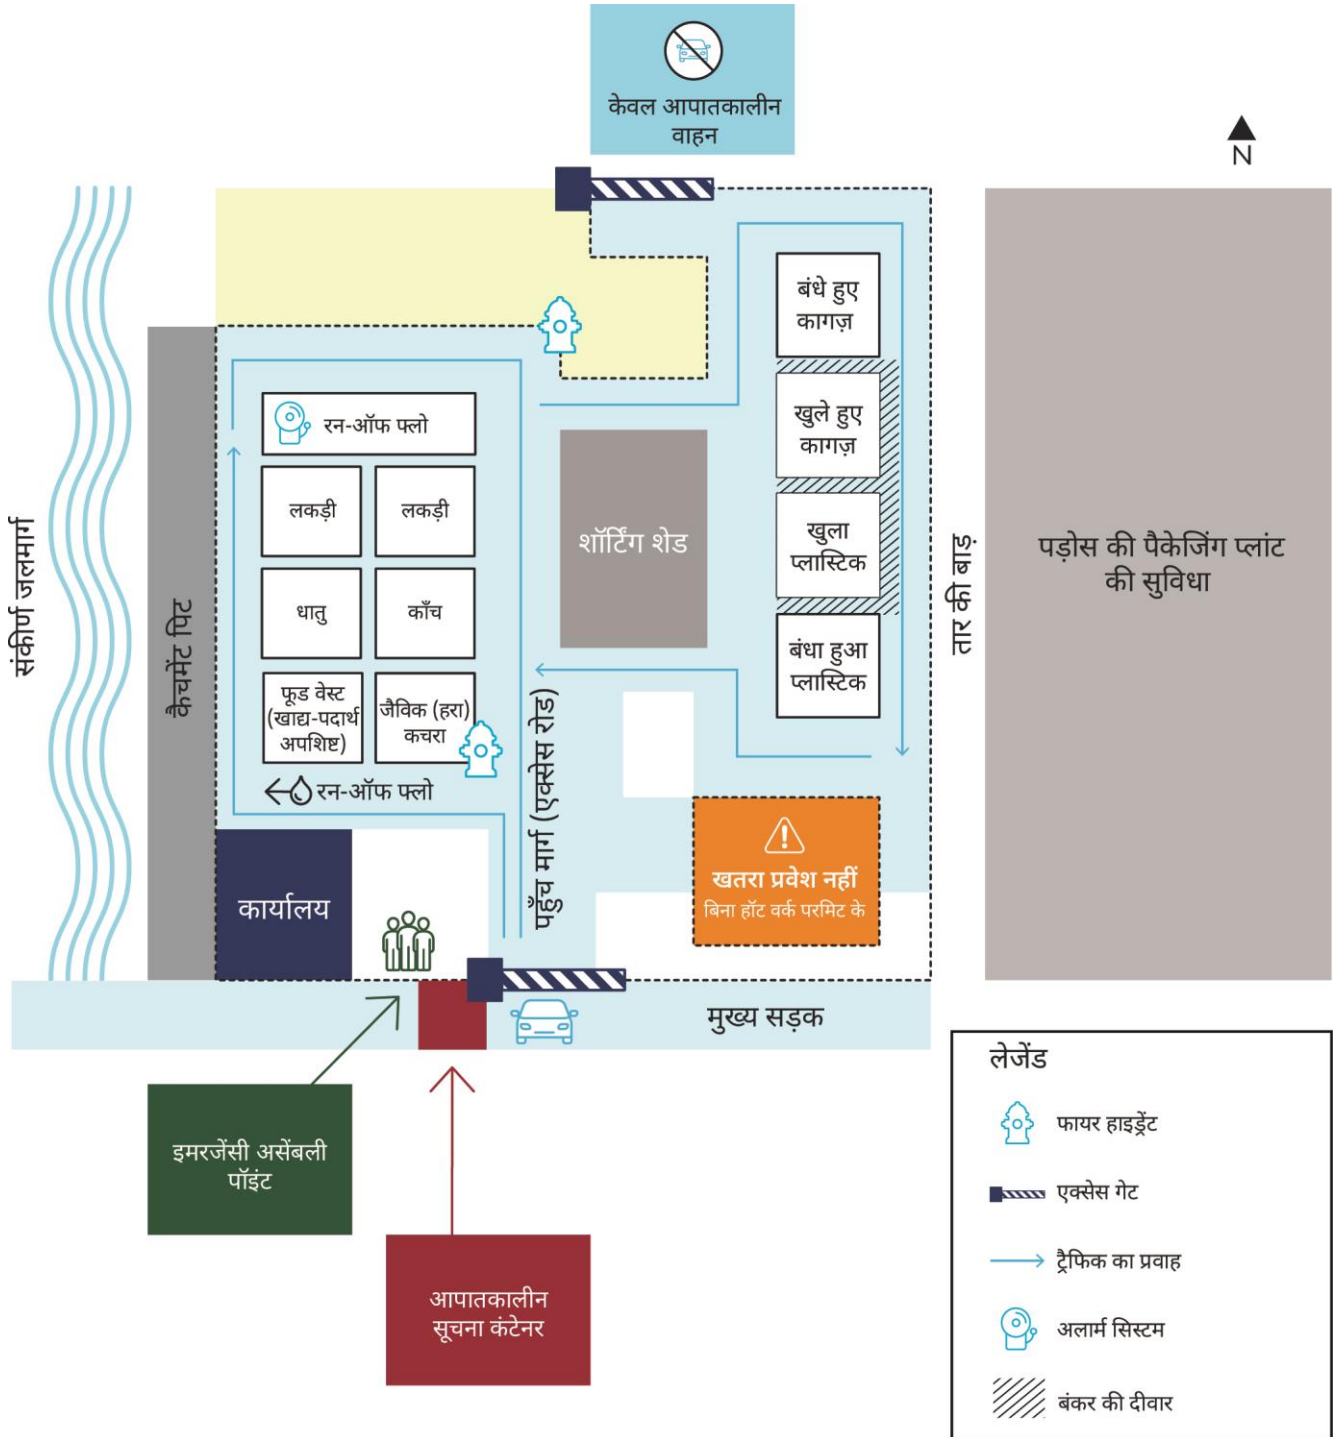 केवल आपातकालीन
वाहन
N
बंधे हुए
कागज़
खुले हुए
कागज़
रन-ऑफ फ्लो
लकड़ी
लकड़ी
शॉर्टिंग शेड
खुला
प्लास्टिक
धातु
काँच
बंधा हुआ
प्लास्टिक
फूड वेस्ट
(खाद्य-पदार्थ
अपशिष्ट)
जैविक (हरा)
कचरा
रन-ऑफ फ्लो
संकीर्ण जलमार्ग
कैचमेंट पिट
पहुँच मार्ग (एक्सेस रोड)
तार की बाड़
पड़ोस की पैकेजिंग प्लांट
की सुविधा
खतरा प्रवेश नहीं
बिना हॉट वर्क परमिट के
कार्यालय
मुख्य सड़क
इमरजेंसी असेंबली
पॉइंट
आपातकालीन
सूचना कंटेनर
लेजेंड
फायर हाइड्रेंट
एक्सेस गेट
ट्रैफिक का प्रवाह
अलार्म सिस्टम
बंकर की दीवार